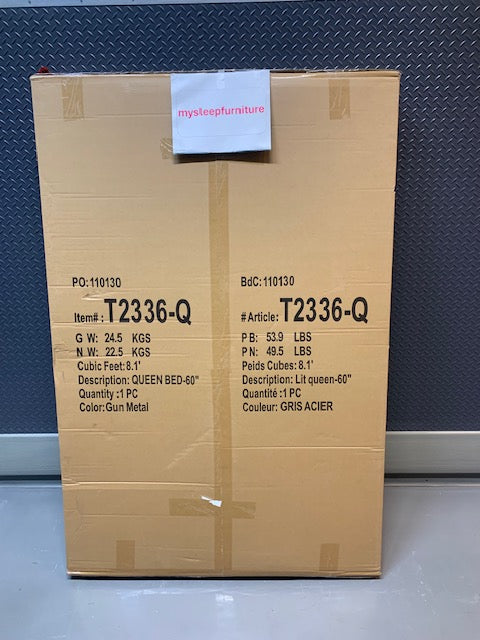 mysleepfurniture
PO:110130
Item#: T2336-Q
G W: 24.5 KGS
N W: 22.5 KGS
Cubic Feet:8.1'
Description: QUEEN BED-60"
Quantity :1 PC
Color:Gun Metal
BdC:110130
#Article: T2336-Q
P B: 53.9 LBS
P N: 49.5 LBS
Peids Cubes: 8.1'
Description: Lit queen-60"
Quantité :1 PC
Couleur: GRIS ACIER